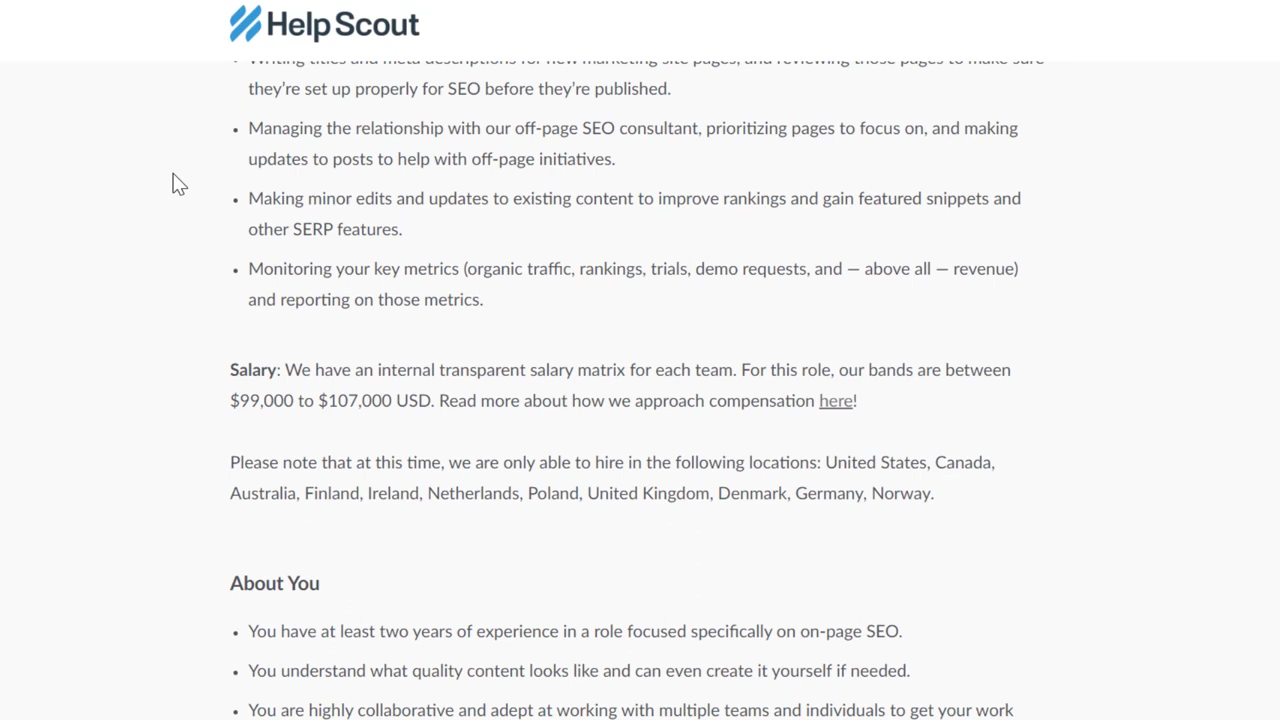 Help Scout
Writing titles and meta descriptions for new marketing site pages, and reviewing those pages to make sure
they're set up properly for SEO before they're published.
• Managing the relationship with our off-page SEO consultant, prioritizing pages to focus on, and making
updates to posts to help with off-page initiatives.
• Making minor edits and updates to existing content to improve rankings and gain featured snippets and
other SERP features.
• Monitoring your key metrics (organic traffic, rankings, trials, demo requests, and — above all — revenue)
and reporting on those metrics.
Salary: We have an internal transparent salary matrix for each team. For this role, our bands are between
$99,000 to $107,000 USD. Read more about how we approach compensation here!
Please note that at this time, we are only able to hire in the following locations: United States, Canada,
Australia, Finland, Ireland, Netherlands, Poland, United Kingdom, Denmark, Germany, Norway.
About You
• You have at least two years of experience in a role focused specifically on on-page SEO.
• You understand what quality content looks like and can even create it yourself if needed.
• You are highly collaborative and adept at working with multiple teams and individuals to get your work